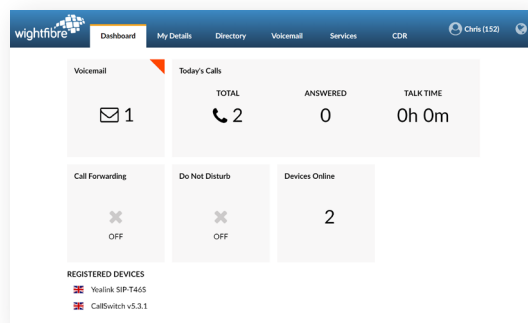 wightfibre
Dashboard My Details Directory Voicemail Services CDR Chris (152)
Voicemail Today's Calls
TOTAL ANSWERED TALK TIME
1 2 0 0h 0m
Call Forwarding Do Not Disturb Devices Online
2
OFF OFF
REGISTERED DEVICES
Yealink SIP-T46S
CallSwitch v5.3.1